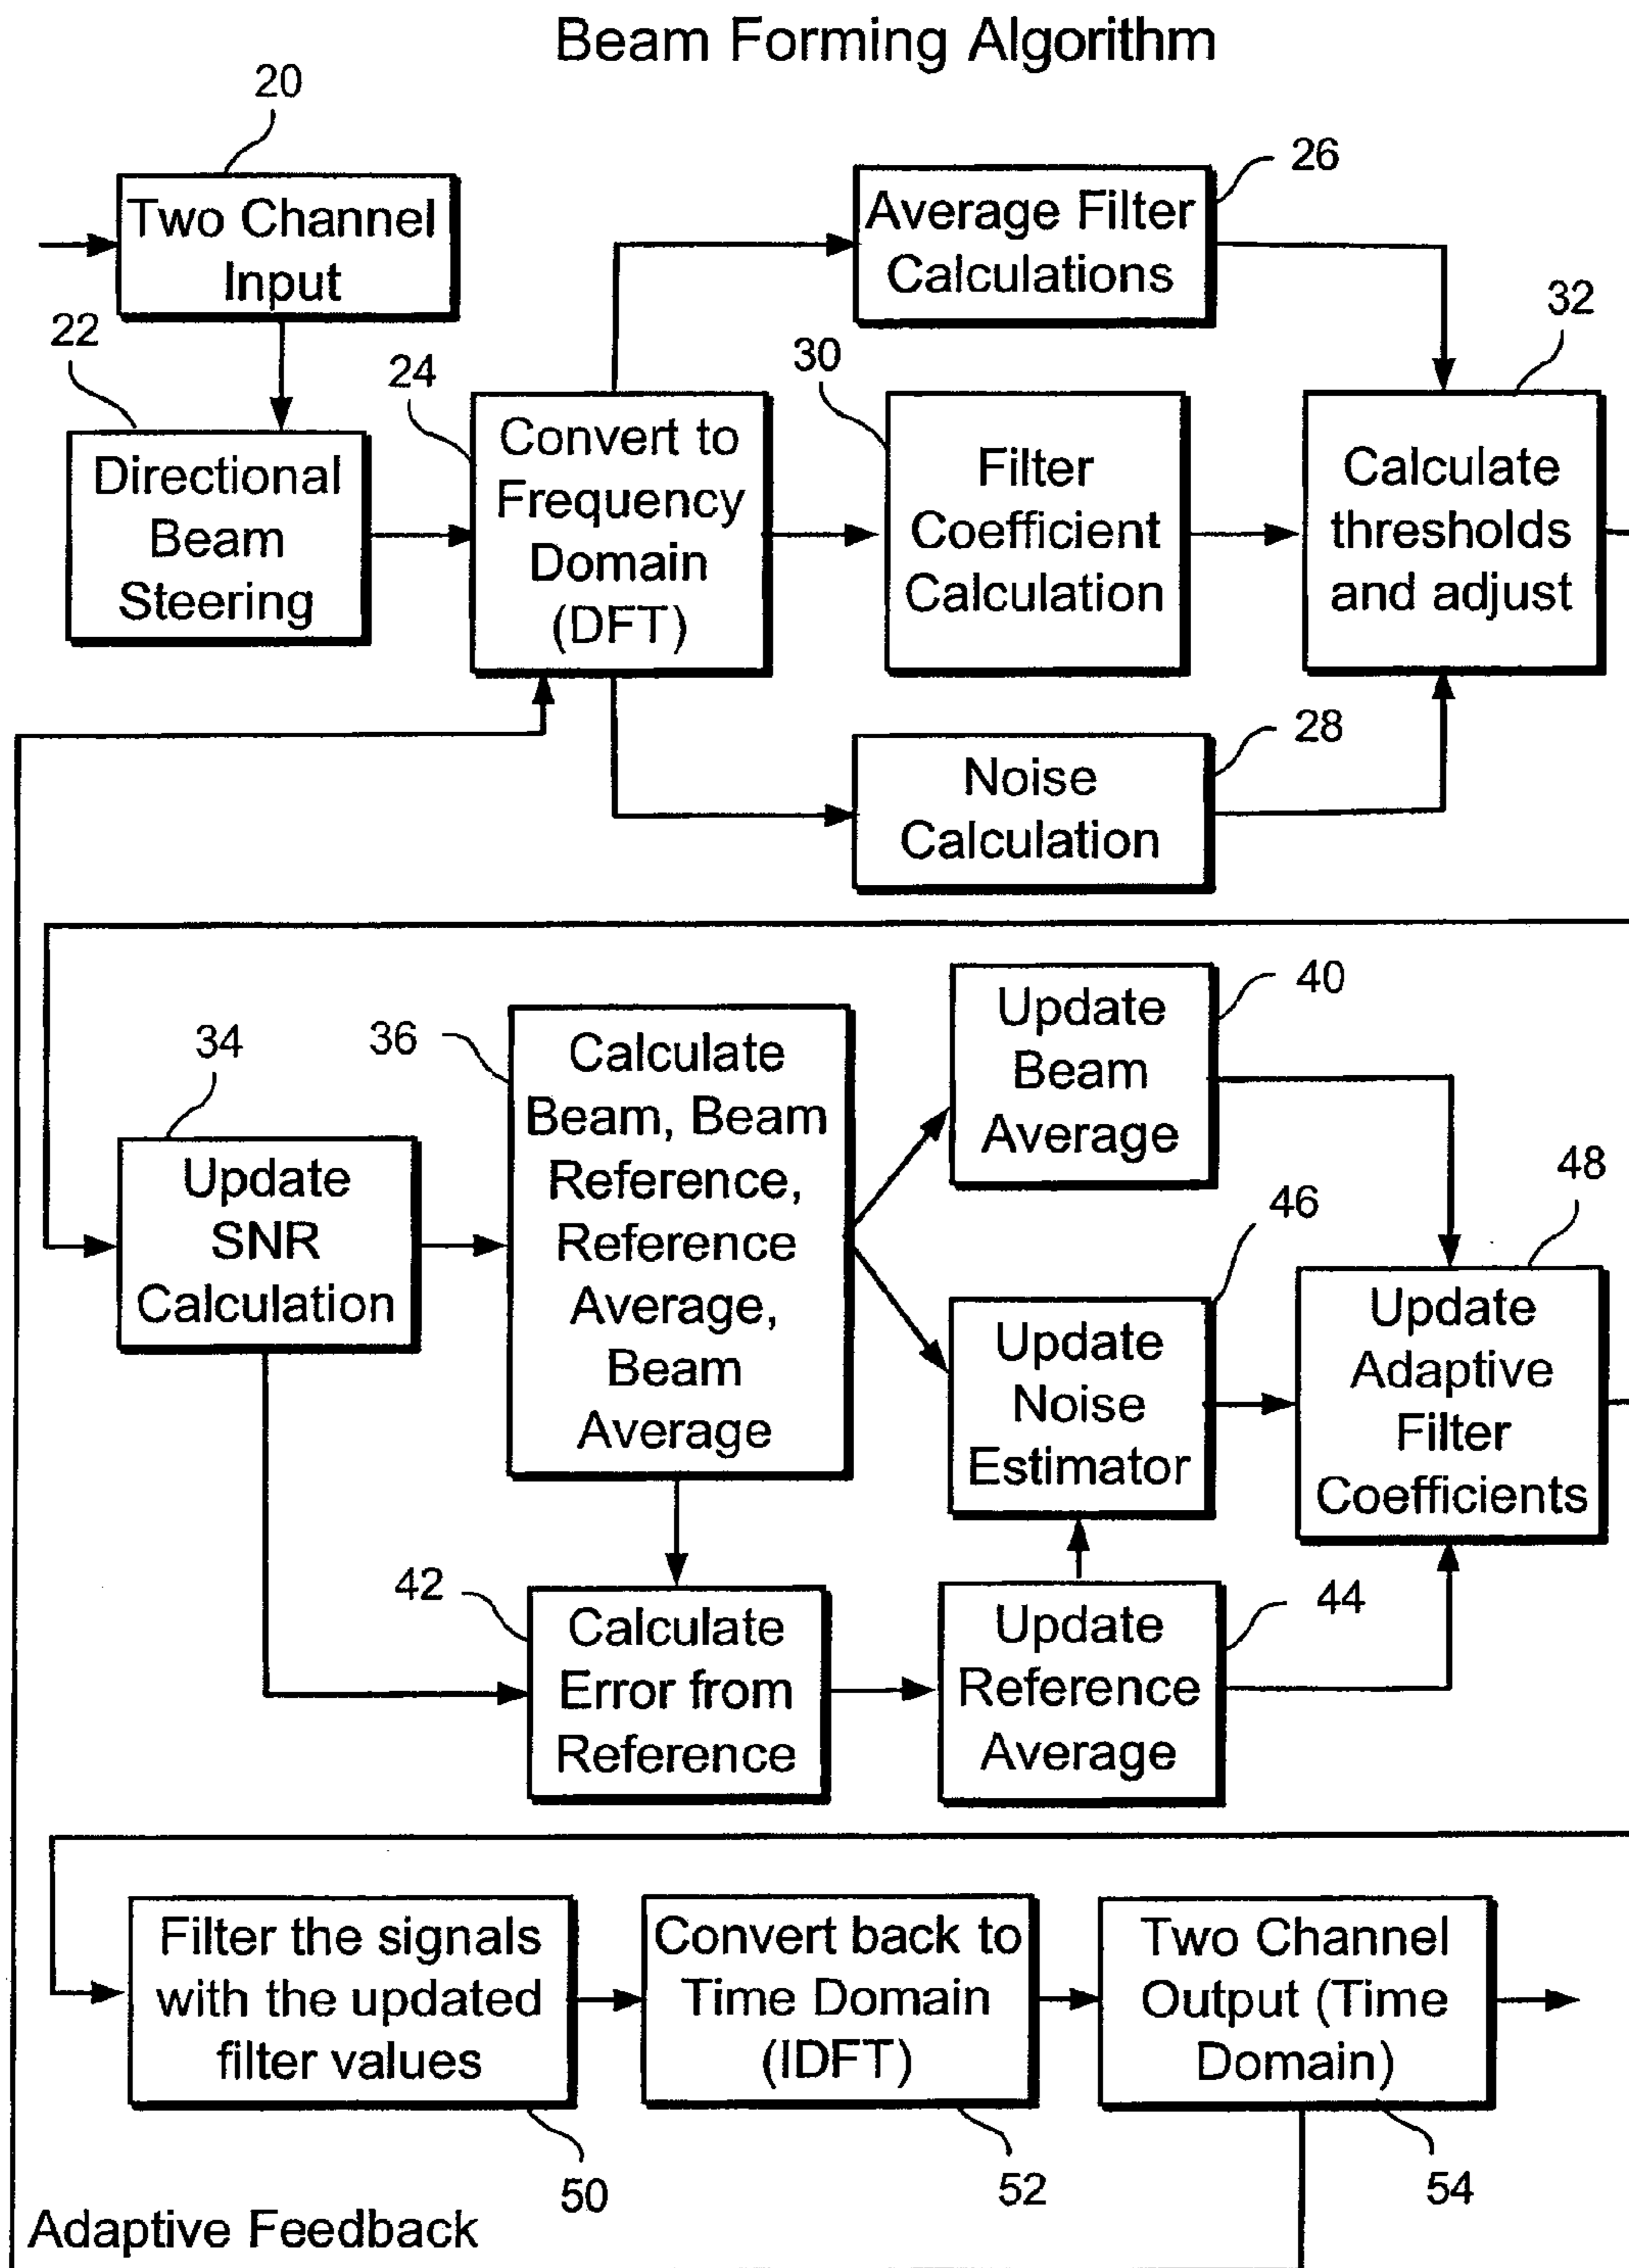 Beam Forming Algorithm
20
Two Channel
Input
26
Average Filter
Calculations
22
Directional
Beam
Steering
24
Convert to
Frequency
Domain
(DFT)
30
Filter
Coefficient
Calculation
32
Calculate
thresholds
and adjust
28
Noise
Calculation
34
Update
SNR
Calculation
36
Calculate
Beam, Beam
Reference,
Reference
Average,
Beam
Average
40
Update
Beam
Average
46
Update
Noise
Estimator
48
Update
Adaptive
Filter
Coefficients
42
Calculate
Error from
Reference
44
Update
Reference
Average
Filter the signals
with the updated
filter values
50
Convert back to
Time Domain
(IDFT)
52
Two Channel
Output (Time
Domain)
54
Adaptive Feedback